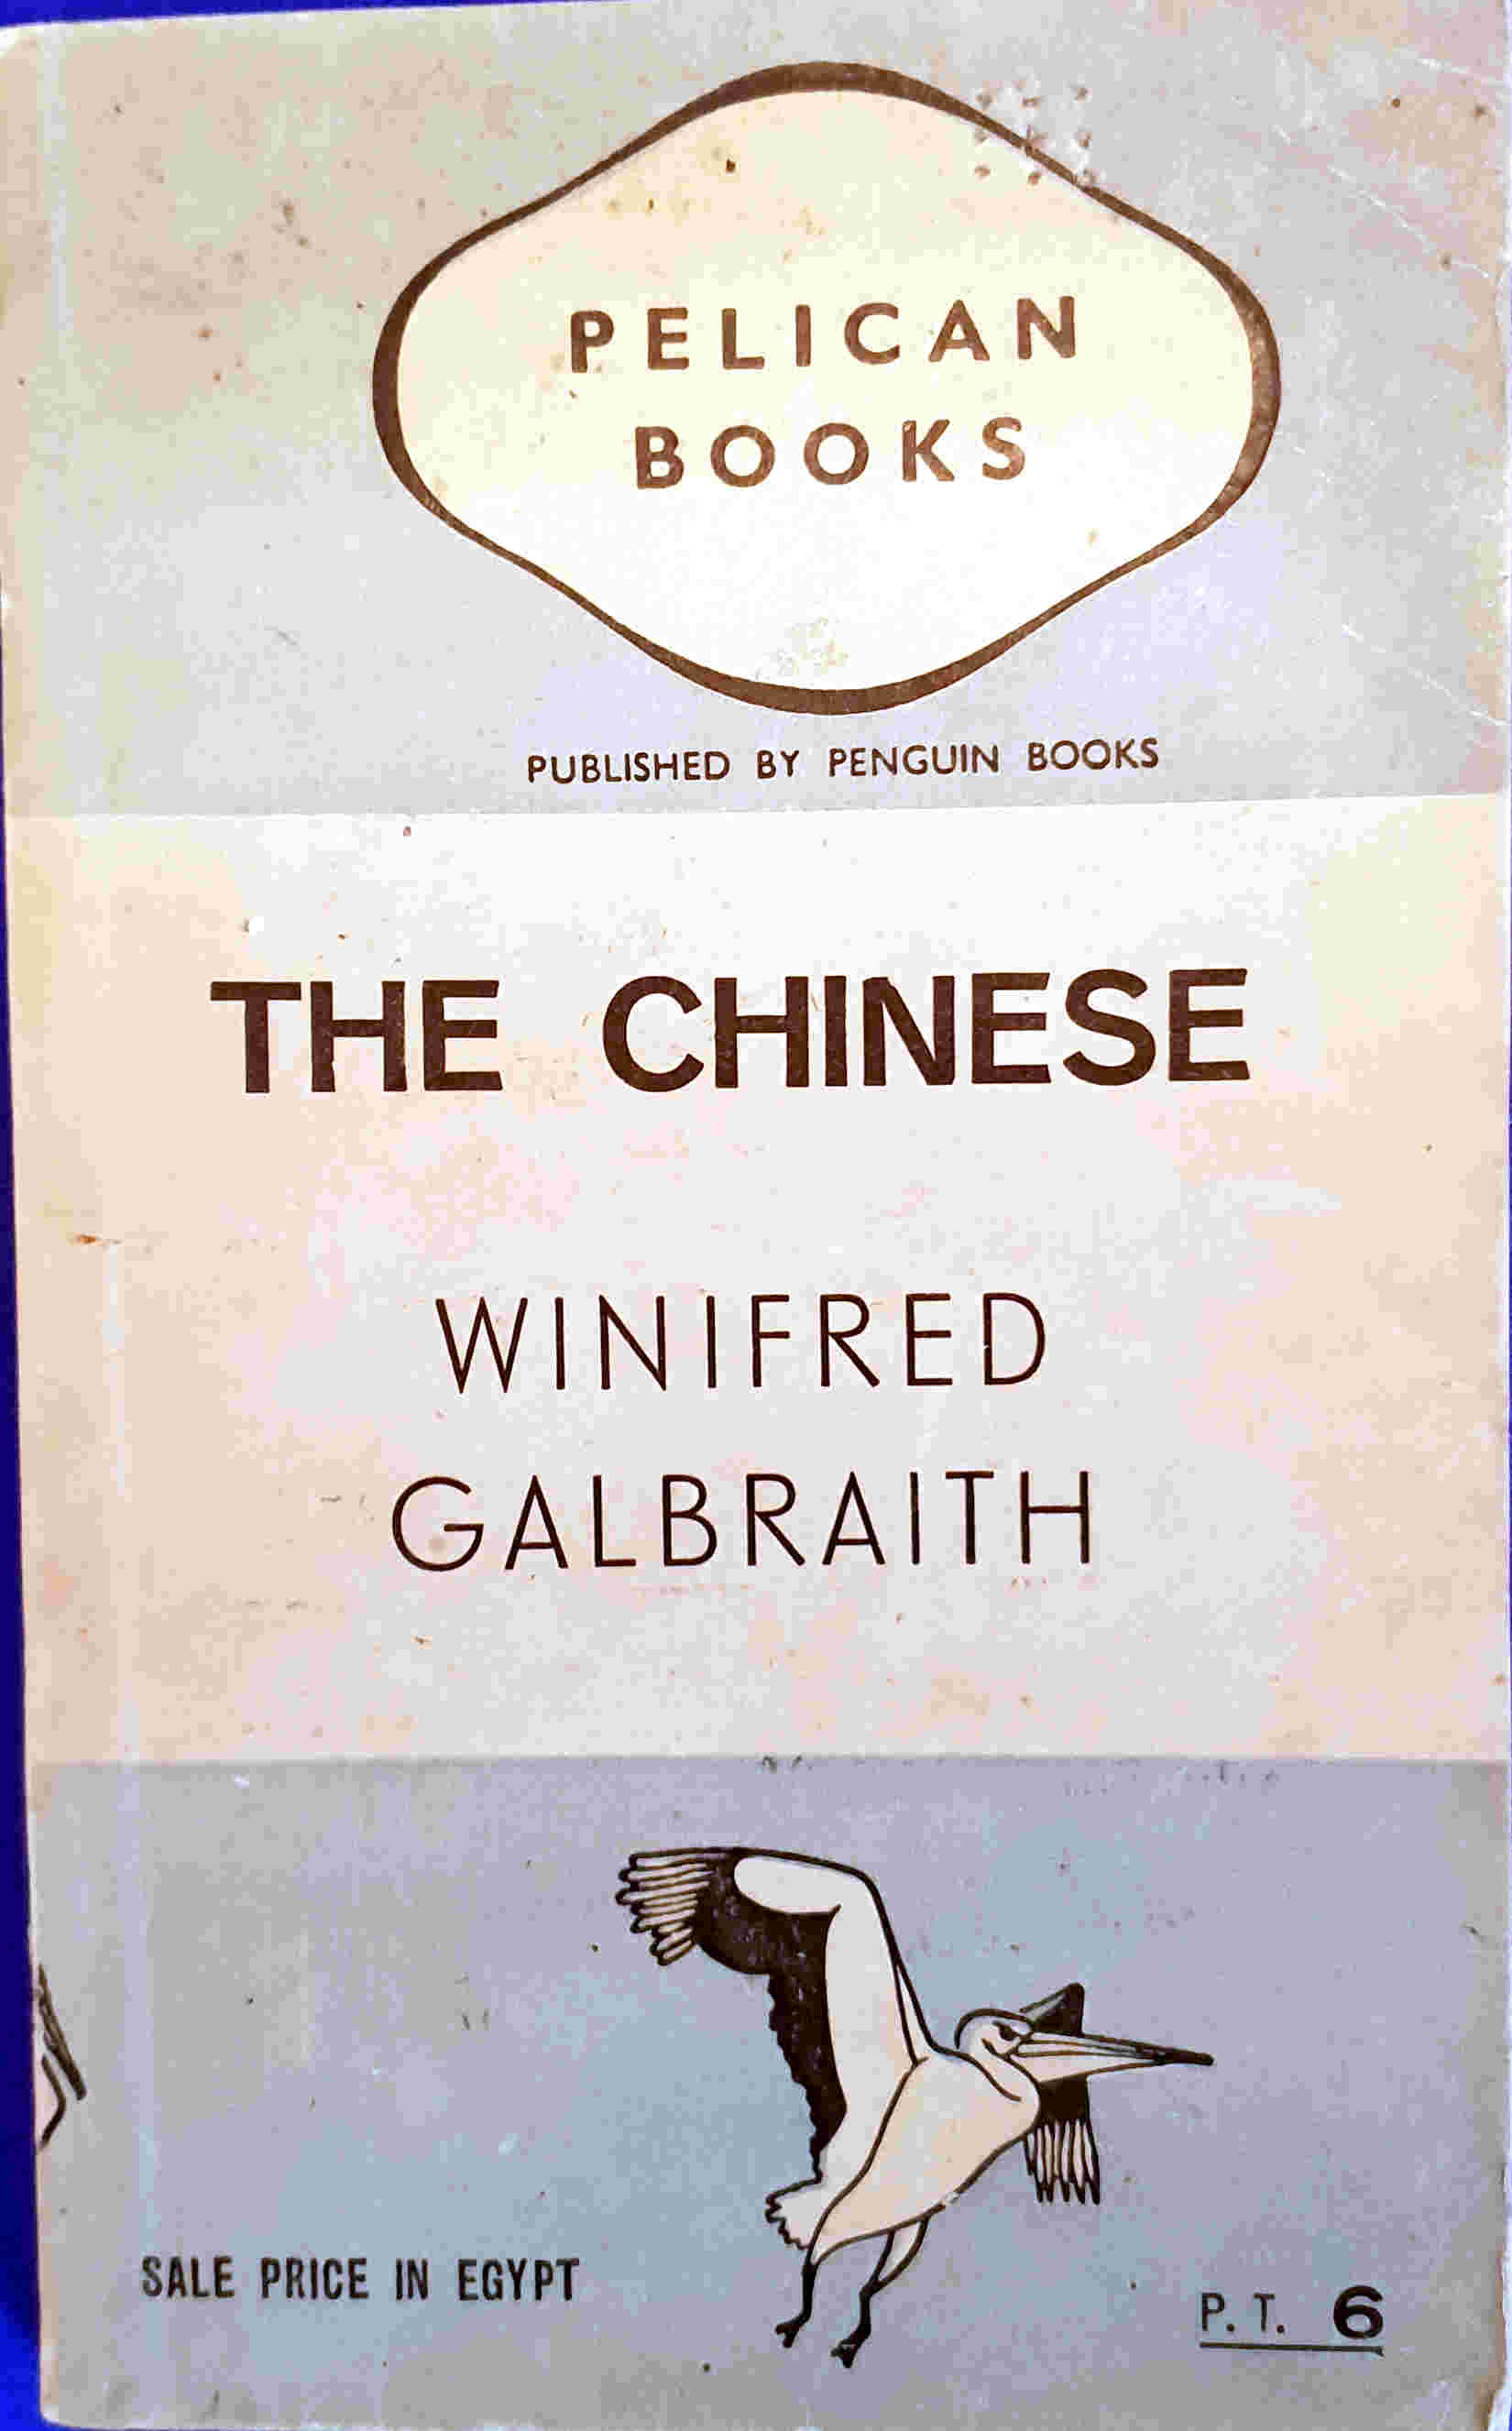 PELICAN
BOOKS
PUBLISHED BY PENGUIN BOOKS
THE CHINESE
WINIFRED
GALBRAITH
SALE PRICE IN EGYPT
P. T. 6